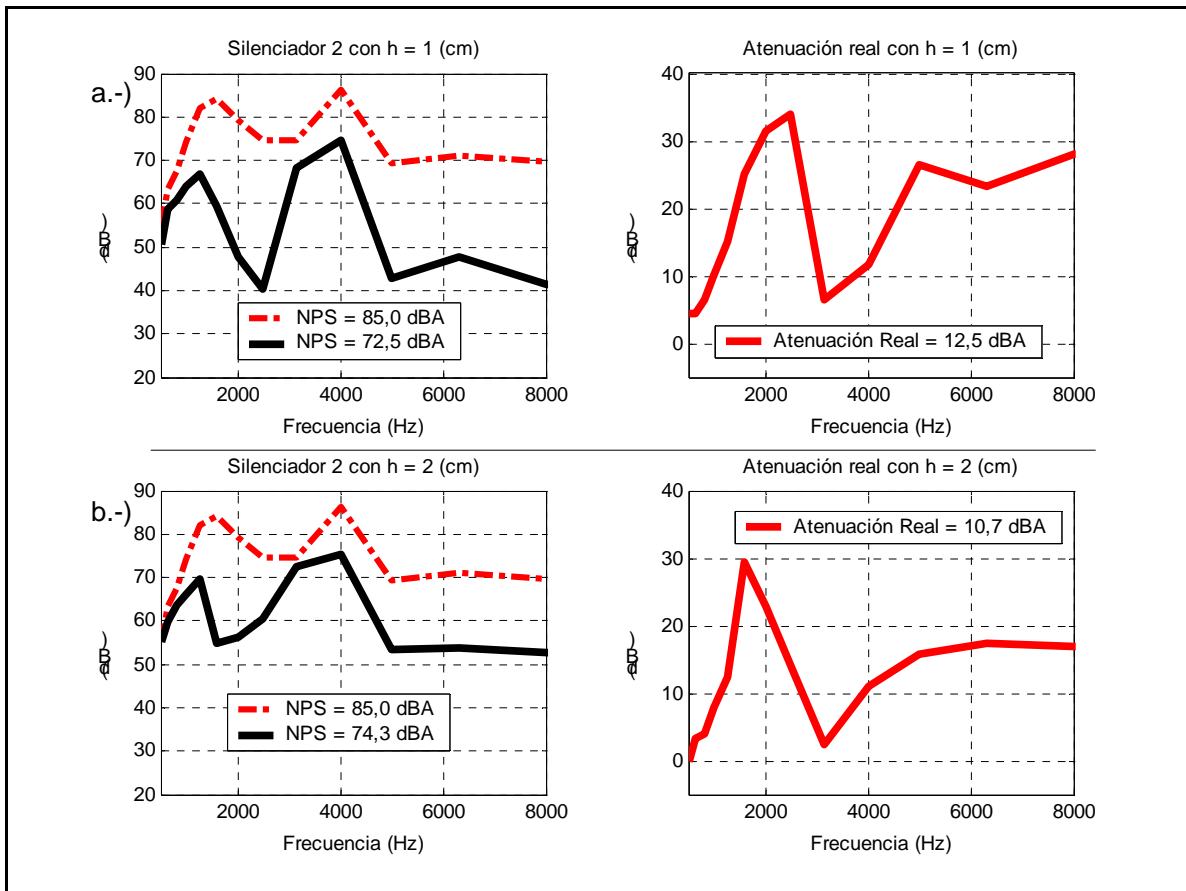 Silenciador 2 con h = 1 (cm)
Atenuación real con h = 1 (cm)
a.-)
90
80
70
60
50
40
30
20
(dB)
NPS = 85,0 dBA
NPS = 72,5 dBA
2000 4000 6000 8000
Frecuencia (Hz)
40
30
20
10
0
(dB)
Atenuación Real = 12,5 dBA
2000 4000 6000 8000
Frecuencia (Hz)
Silenciador 2 con h = 2 (cm)
Atenuación real con h = 2 (cm)
b.-)
90
80
70
60
50
40
30
20
(dB)
NPS = 85,0 dBA
NPS = 74,3 dBA
2000 4000 6000 8000
Frecuencia (Hz)
40
30
20
10
0
(dB)
Atenuación Real = 10,7 dBA
2000 4000 6000 8000
Frecuencia (Hz)